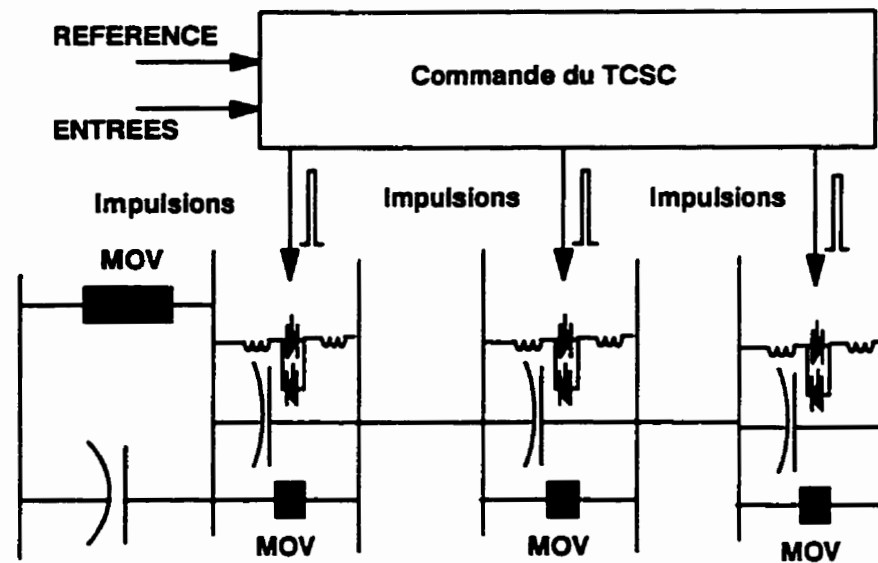 REFERENCE
Commande du TCSC
ENTREES
Impulsions
Impulsions
Impulsions
MOV
MOV
MOV
MOV